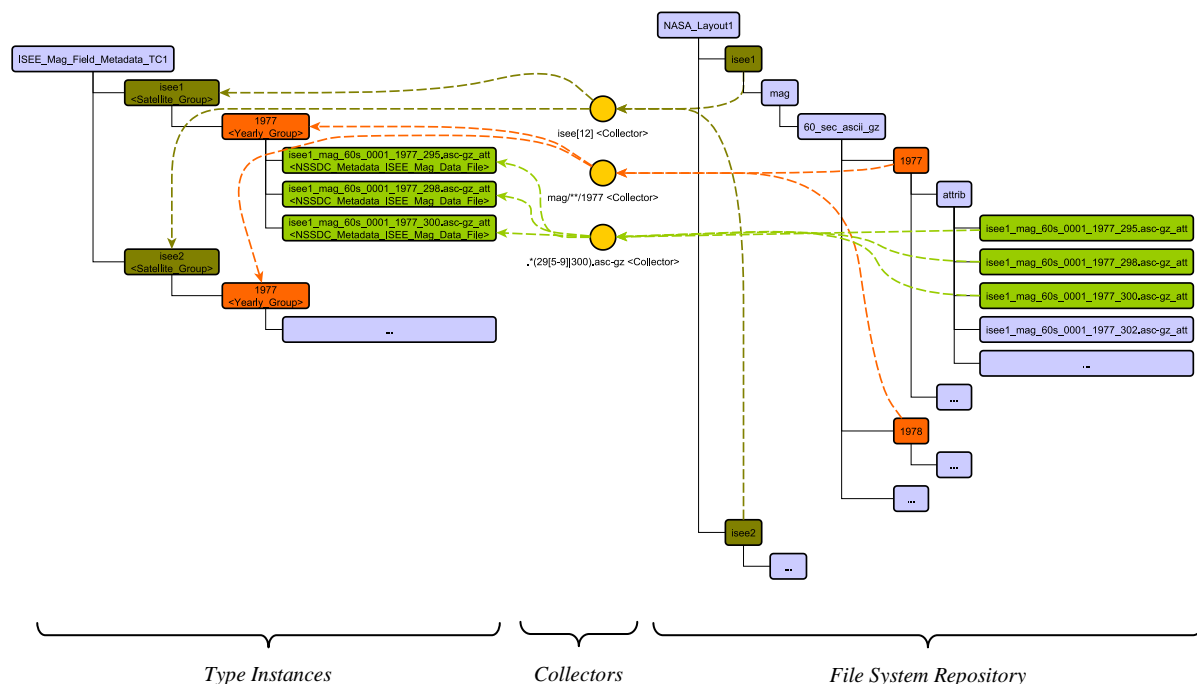 NASA_Layout1
ISEE_Mag_Field_Metadata_TC1
isee1
<Satellite_Group>
1977
<Yearly_Group>
isee1_mag_60s_0001_1977_295.asc-gz_att
<NSSDC_Metadata_ISEE_Mag_Data_File>
isee1_mag_60s_0001_1977_298.asc-gz_att
<NSSDC_Metadata_ISEE_Mag_Data_File>
isee1_mag_60s_0001_1977_300.asc-gz_att
<NSSDC_Metadata_ISEE_Mag_Data_File>
isee2
<Satellite_Group>
1977
<Yearly_Group>
...
isee[12] <Collector>
mag/**/1977 <Collector>
.*(29[5-9]|300).asc-gz <Collector>
isee1
mag
60_sec_ascii_gz
1977
attrib
isee1_mag_60s_0001_1977_295.asc-gz_att
isee1_mag_60s_0001_1977_298.asc-gz_att
isee1_mag_60s_0001_1977_300.asc-gz_att
isee1_mag_60s_0001_1977_302.asc-gz_att
...
...
1978
...
...
isee2
...
Type Instances
Collectors
File System Repository